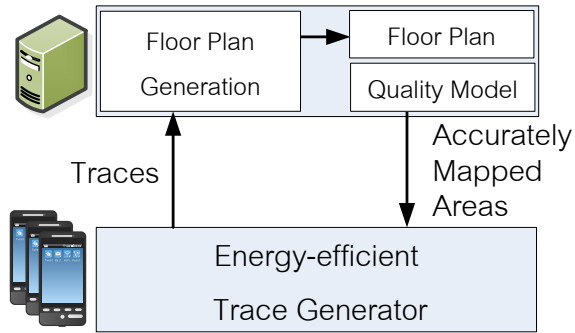 Floor Plan
Generation
Floor Plan
Quality Model
Traces
Accurately
Mapped
Areas
Energy-efficient
Trace Generator